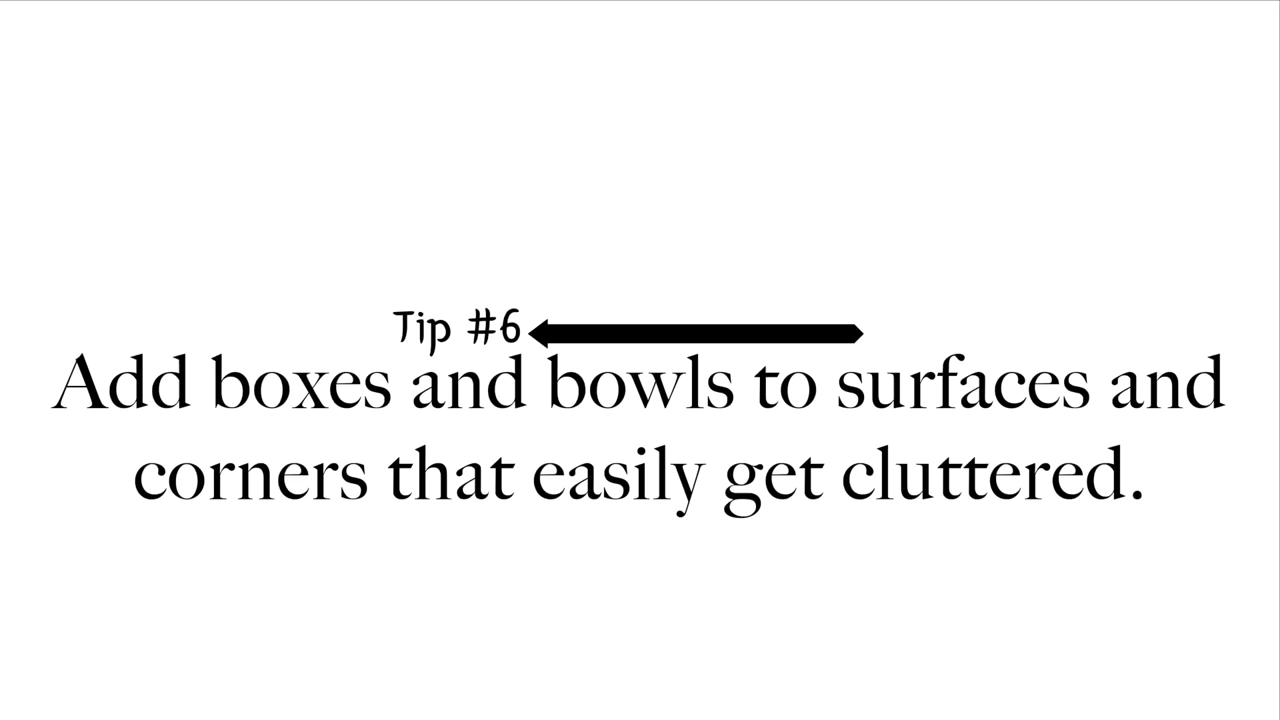 Tip #6
Add boxes and bowls to surfaces and
corners that easily get cluttered.